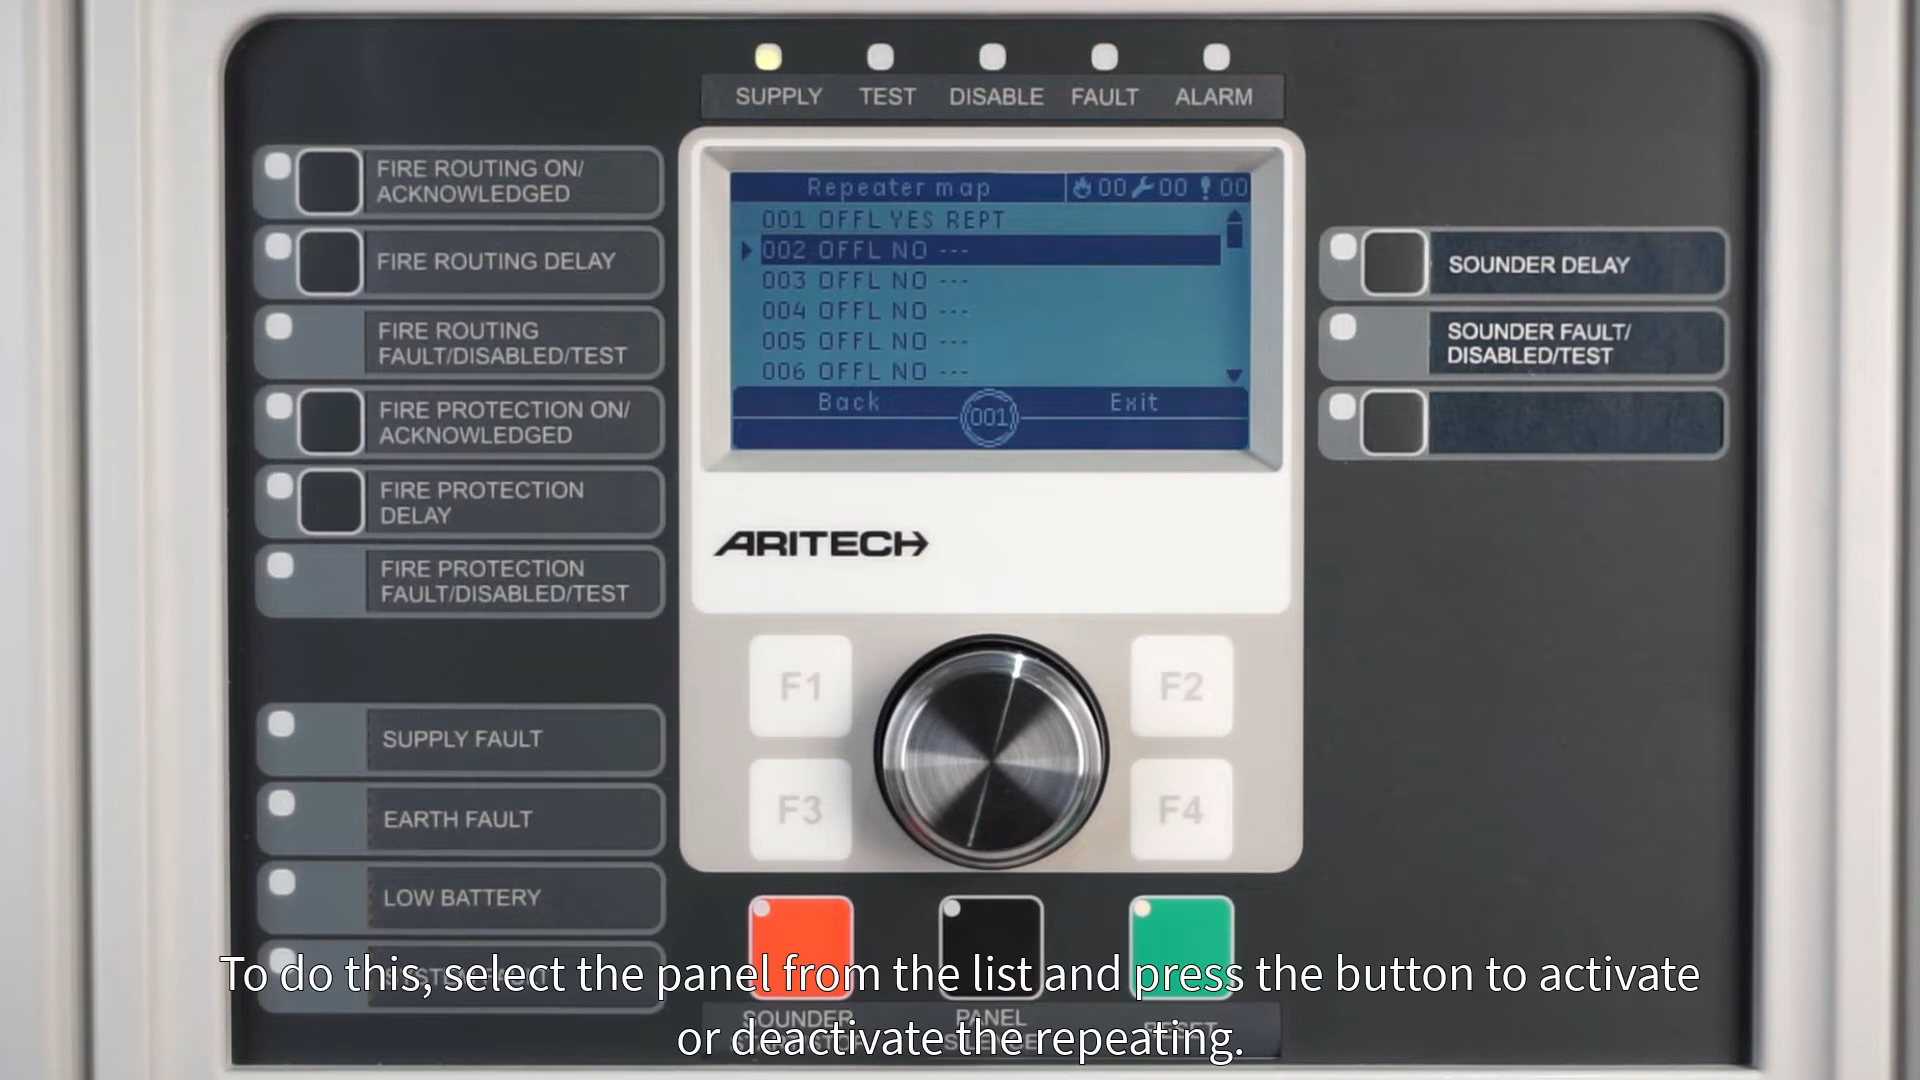 SUPPLY TEST DISABLE FAULT ALARM
FIRE ROUTING ON/
ACKNOWLEDGED
FIRE ROUTING DELAY
FIRE ROUTING
FAULT/DISABLED/TEST
FIRE PROTECTION ON/
ACKNOWLEDGED
FIRE PROTECTION
DELAY
FIRE PROTECTION
FAULT/DISABLED/TEST
SUPPLY FAULT
EARTH FAULT
LOW BATTERY
Repeater map 00 00 00
001 OFFL YES REPT
002 OFFL NO ---
003 OFFL NO ---
004 OFFL NO ---
005 OFFL NO ---
006 OFFL NO ---
Back 001 Exit
ARITECH
F1 F2
F3 F4
SOUNDER DELAY
SOUNDER FAULT/
DISABLED/TEST
SOUNDER PANEL RESET
To do this, select the panel from the list and press the button to activate
or deactivate the repeating.